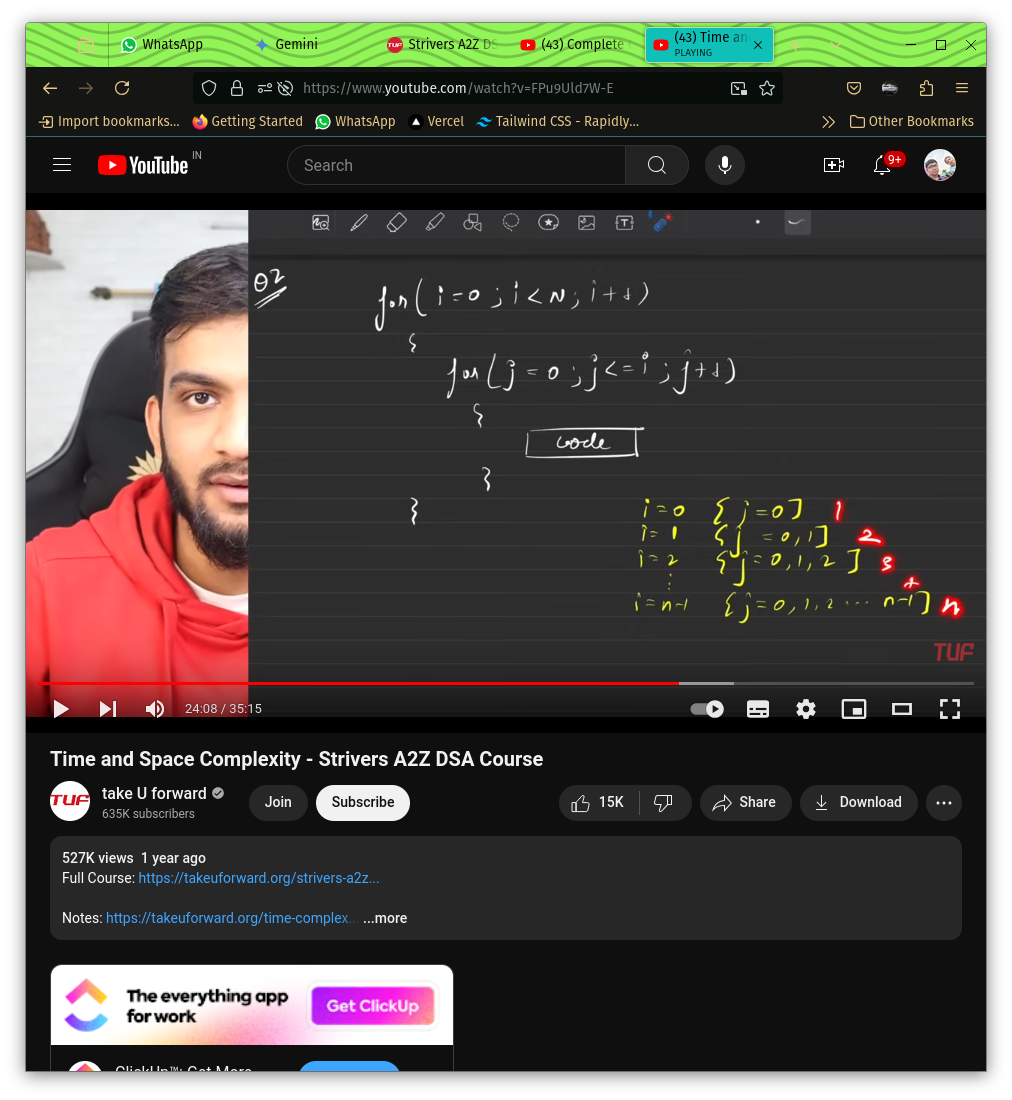 WhatsApp
Gemini
Strivers A2Z DS
(43) Complete
(43) Time an
PLAYING
https://www.youtube.com/watch?v=FPu9Uld7W-E
Import bookmarks...
Getting Started
WhatsApp
Vercel
Tailwind CSS - Rapidly...
Other Bookmarks
YouTube IN
Search
9+
Q2
for( i=0 ; i<N ; i++)
{
for(j = 0 ; j<=i ; j++)
{
code
}
}
i=0 { j=0] 1
i= 1 { j =0,1] 2
i= 2 { j=0,1,2 ] 3
+
i=n-1 { j=0,1,2 ... n-1] n
TUF
24:08 / 35:15
Time and Space Complexity - Strivers A2Z DSA Course
TUF
take U forward
635K subscribers
Join
Subscribe
15K
Share
Download
527K views 1 year ago
Full Course: https://takeuforward.org/strivers-a2z...
Notes: https://takeuforward.org/time-complex... ...more
The everything app
for work
Get ClickUp
ClickUp™: Get More